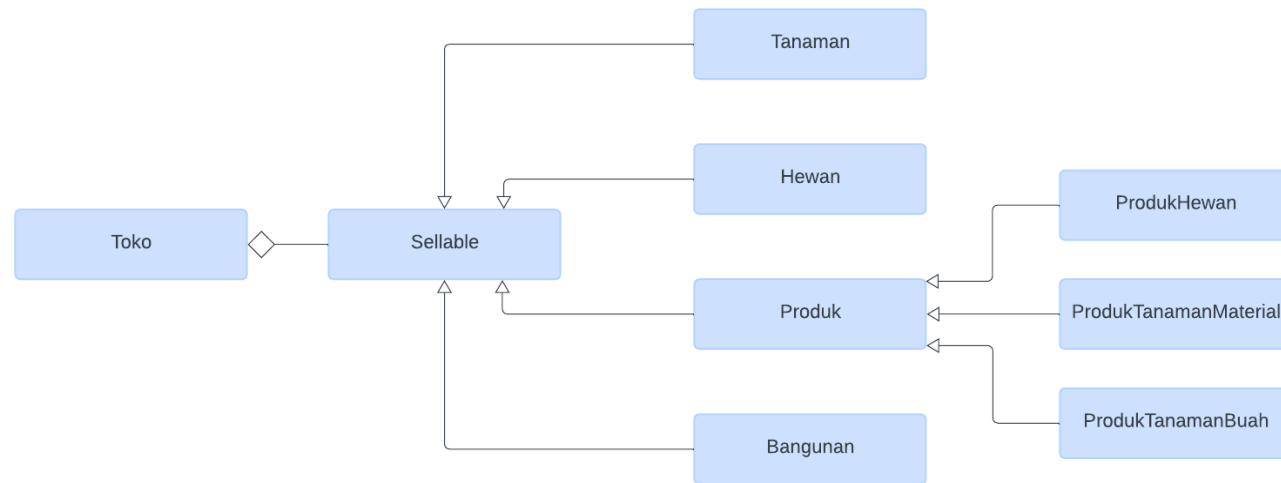 Tanaman
Hewan
ProdukHewan
Toko
Sellable
Produk
ProdukTanamanMaterial
ProdukTanamanBuah
Bangunan